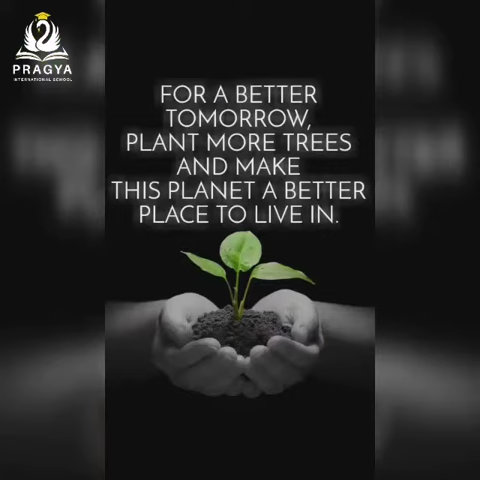 PRAGYA
INTERNATIONAL SCHOOL
FOR A BETTER
TOMORROW,
PLANT MORE TREES
AND MAKE
THIS PLANET A BETTER
PLACE TO LIVE IN.